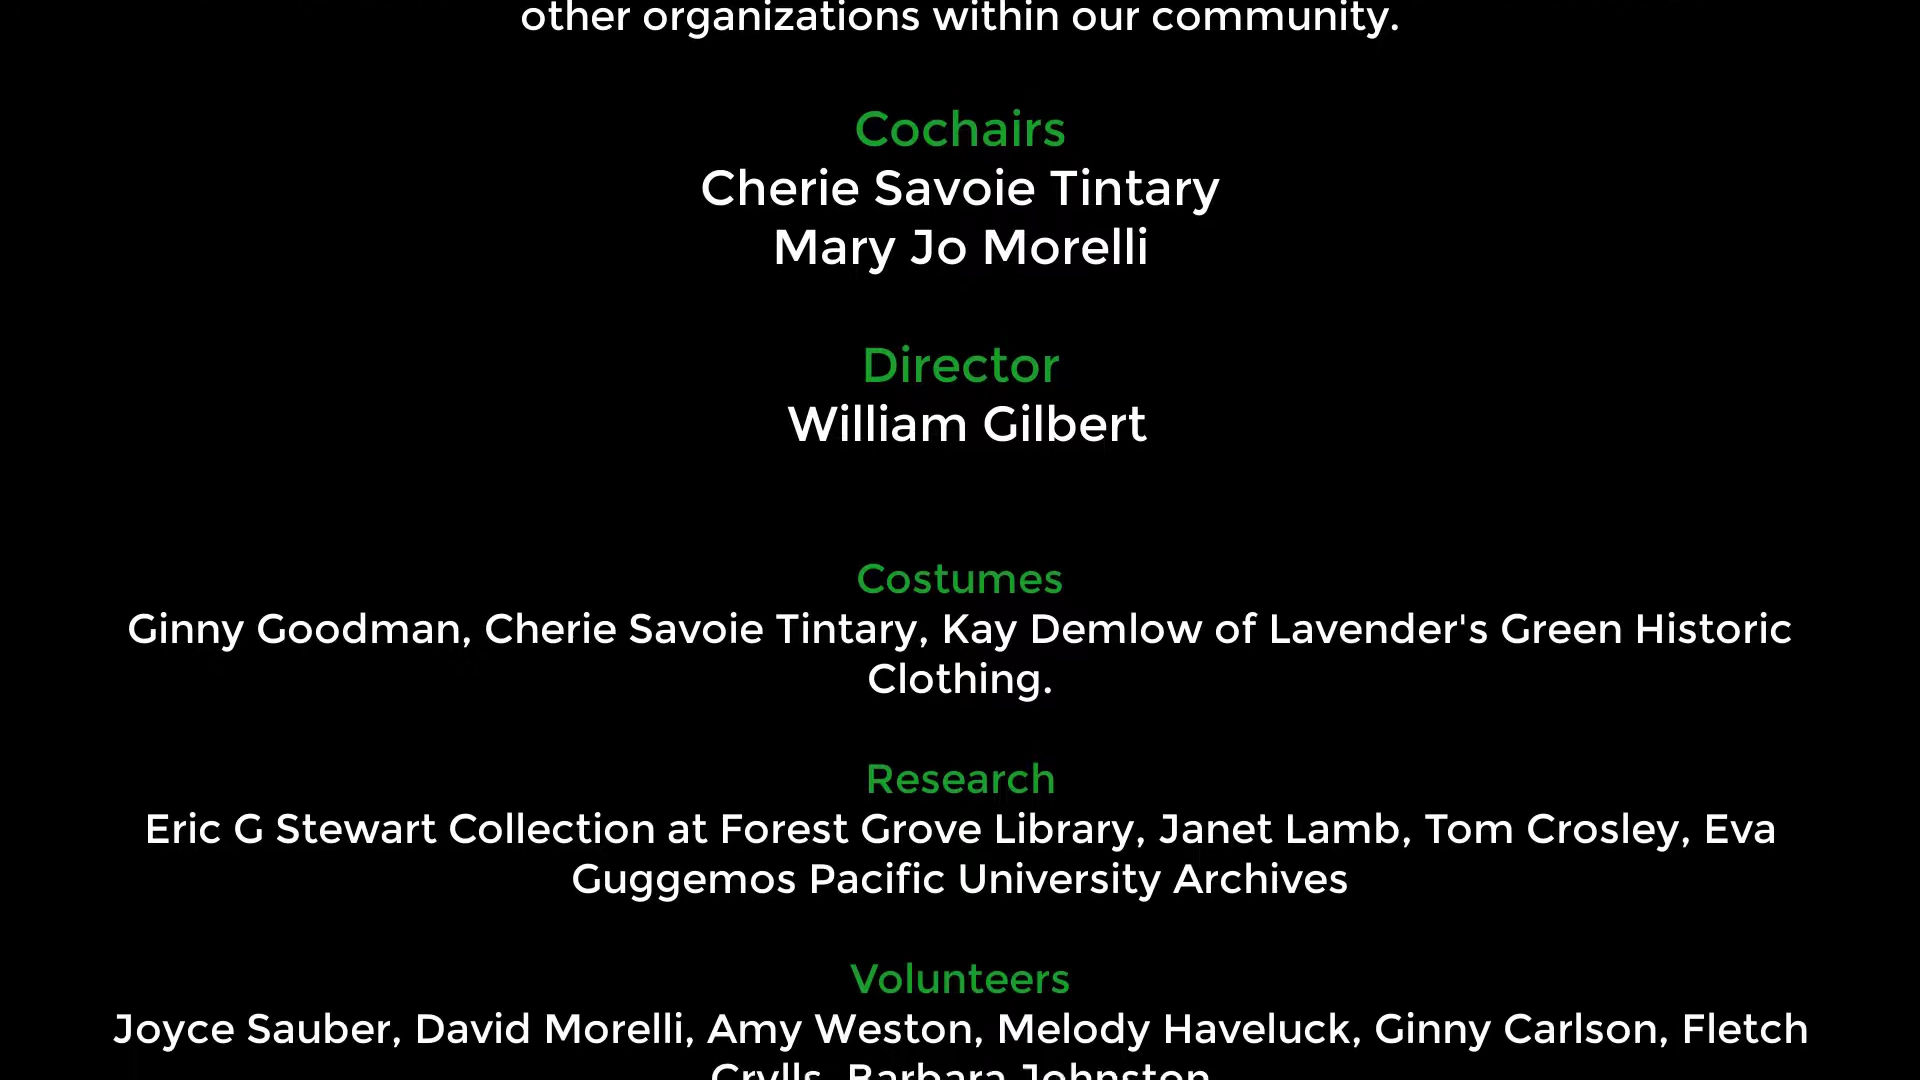 other organizations within our community.
Cochairs
Cherie Savoie Tintary
Mary Jo Morelli
Director
William Gilbert
Costumes
Ginny Goodman, Cherie Savoie Tintary, Kay Demlow of Lavender's Green Historic
Clothing.
Research
Eric G Stewart Collection at Forest Grove Library, Janet Lamb, Tom Crosley, Eva
Guggemos Pacific University Archives
Volunteers
Joyce Sauber, David Morelli, Amy Weston, Melody Haveluck, Ginny Carlson, Fletch
Barbara Johnston